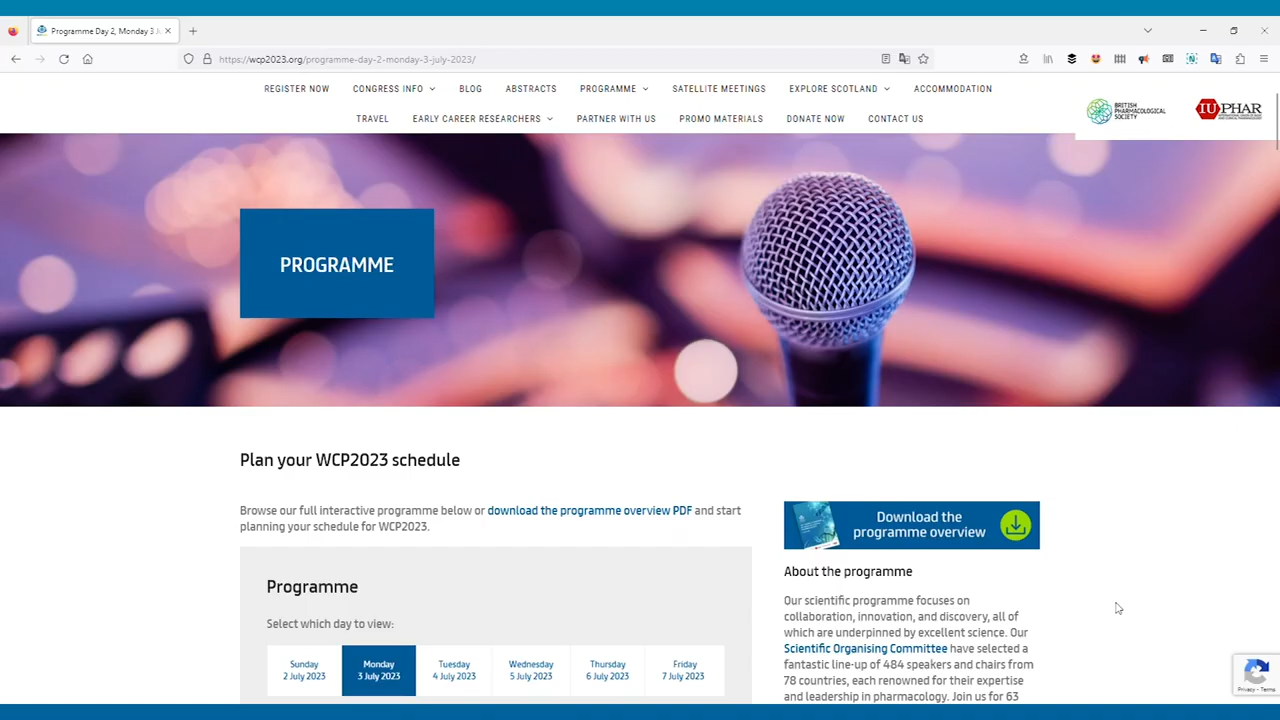 Programme Day 2, Monday 3 Ju
https://wcp2023.org/programme-day-2-monday-3-july-2023/
REGISTER NOW CONGRESS INFO BLOG ABSTRACTS PROGRAMME SATELLITE MEETINGS EXPLORE SCOTLAND ACCOMMODATION
TRAVEL EARLY CAREER RESEARCHERS PARTNER WITH US PROMO MATERIALS DONATE NOW CONTACT US
BRITISH
PHARMACOLOGICAL
SOCIETY
IUPHAR
PROGRAMME
Plan your WCP2023 schedule
Browse our full interactive programme below or download the programme overview PDF and start
planning your schedule for WCP2023.
Programme
Select which day to view:
Sunday
2 July 2023
Monday
3 July 2023
Tuesday
4 July 2023
Wednesday
5 July 2023
Thursday
6 July 2023
Friday
7 July 2023
Download the
programme overview
About the programme
Our scientific programme focuses on
collaboration, innovation, and discovery, all of
which are underpinned by excellent science. Our
Scientific Organising Committee have selected a
fantastic line-up of 484 speakers and chairs from
78 countries, each renowned for their expertise
and leadership in pharmacology. Join us for 63
Privacy - Terms